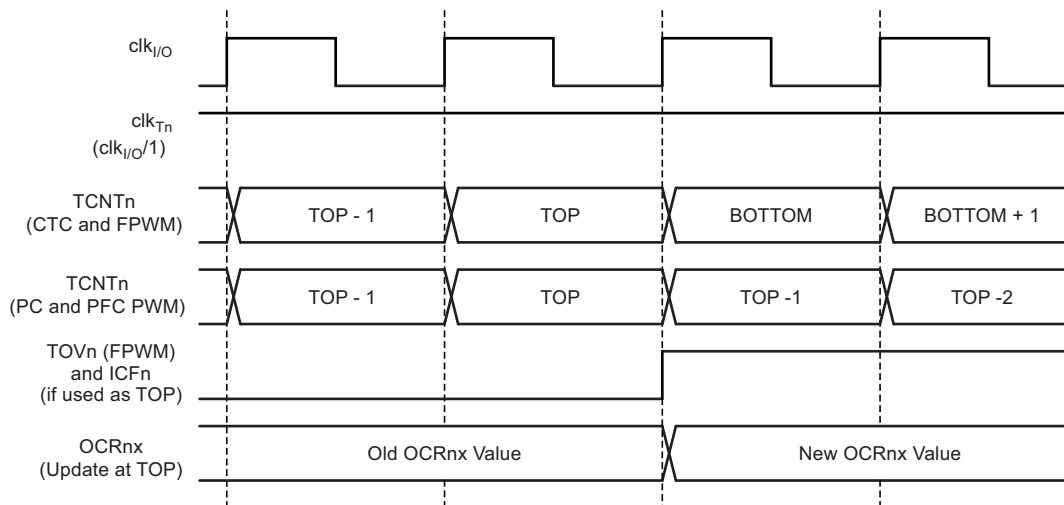 clkI/O
clkTn
(clkI/O/1)
TCNTn
(CTC and FPWM)
TOP - 1
TOP
BOTTOM
BOTTOM + 1
TCNTn
(PC and PFC PWM)
TOP - 1
TOP
TOP -1
TOP -2
TOVn (FPWM)
and ICFn
(if used as TOP)
OCRnx
(Update at TOP)
Old OCRnx Value
New OCRnx Value